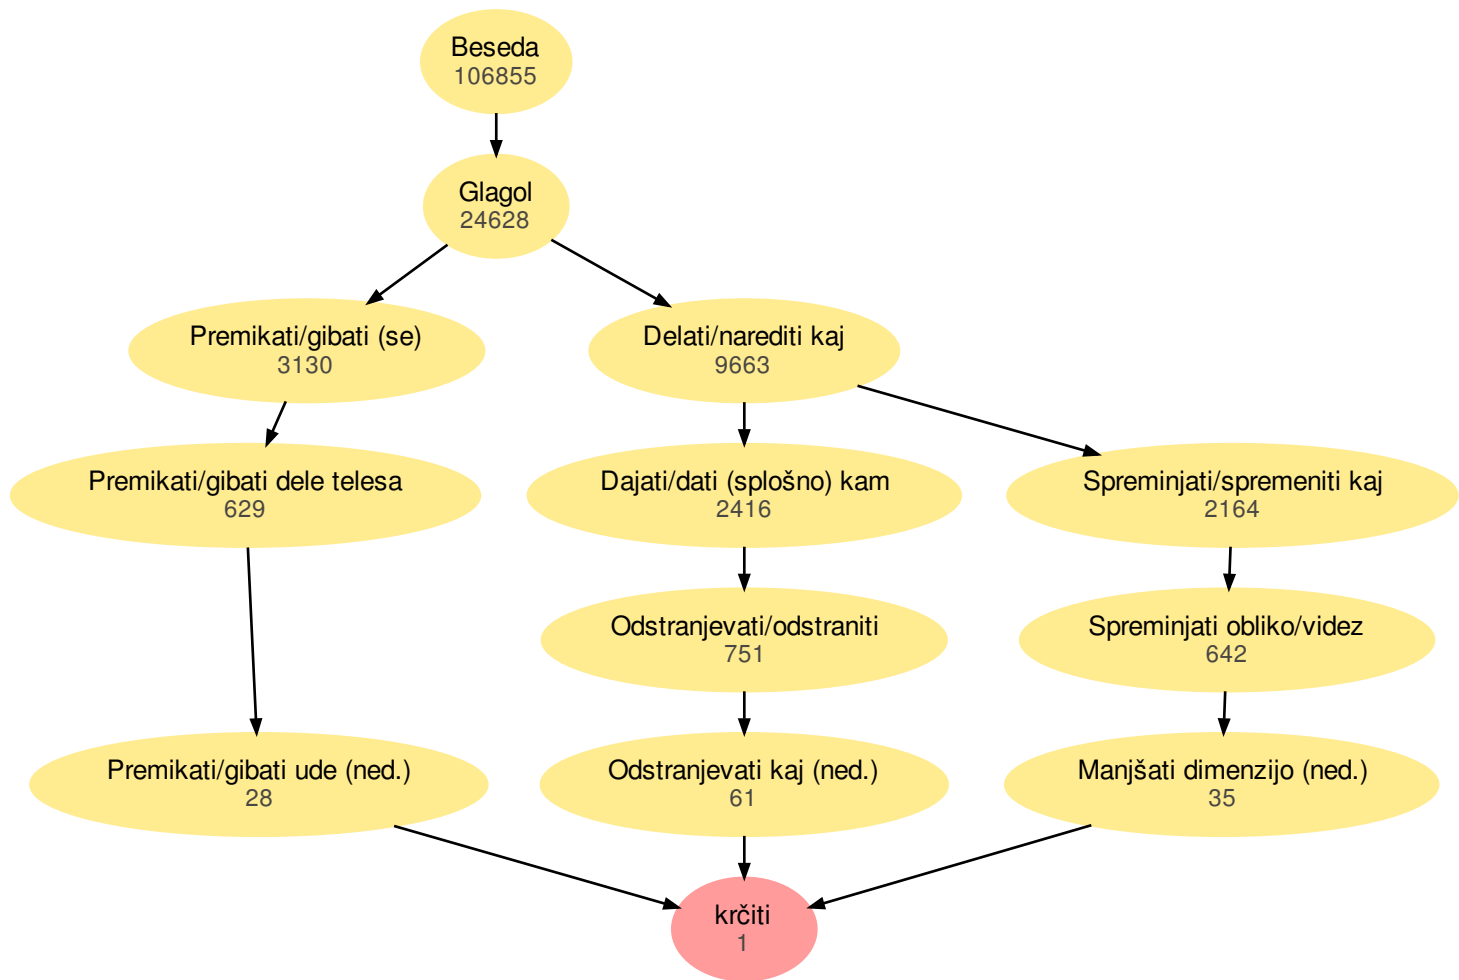 Beseda
106855
Glagol
24628
Premikati/gibati (se)
3130
Delati/narediti kaj
9663
Premikati/gibati dele telesa
629
Dajati/dati (splošno) kam
2416
Spreminjati/spremeniti kaj
2164
Odstranjevati/odstraniti
751
Spreminjati obliko/videz
642
Premikati/gibati ude (ned.)
28
Odstranjevati kaj (ned.)
61
Manjšati dimenzijo (ned.)
35
krčiti
1